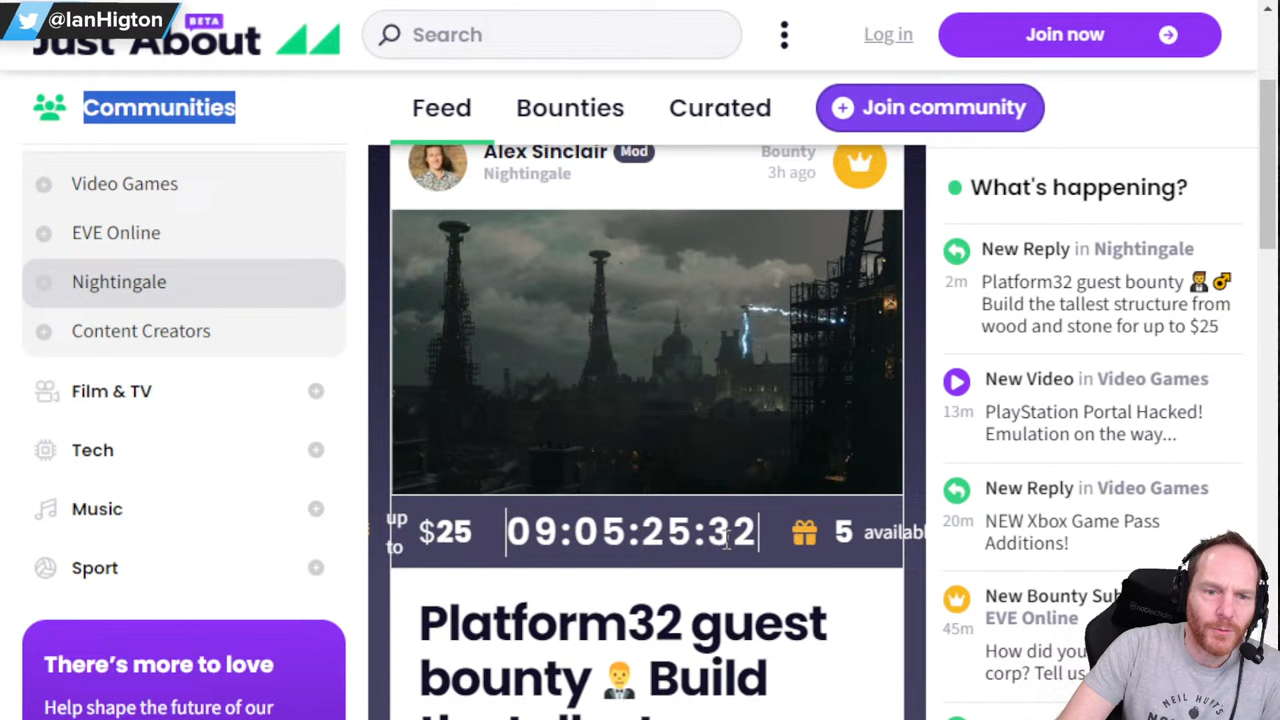 @IanHigton
Just About
BETA
Search
Log in
Join now
Communities
Feed
Bounties
Curated
Join community
Video Games
EVE Online
Nightingale
Content Creators
Film & TV
Tech
Music
Sport
There's more to love
Help shape the future of our
Alex Sinclair Mod
Nightingale
Bounty
3h ago
up
to
$25
09:05:25:32
5 availabl
Platform32 guest
bounty 🤵 Build
What's happening?
New Reply in Nightingale
2m
Platform32 guest bounty 🤵♂
Build the tallest structure from
wood and stone for up to $25
New Video in Video Games
13m
PlayStation Portal Hacked!
Emulation on the way...
New Reply in Video Games
20m
NEW Xbox Game Pass
Additions!
New Bounty Sub
EVE Online
45m
How did you
corp? Tell us
NEIL